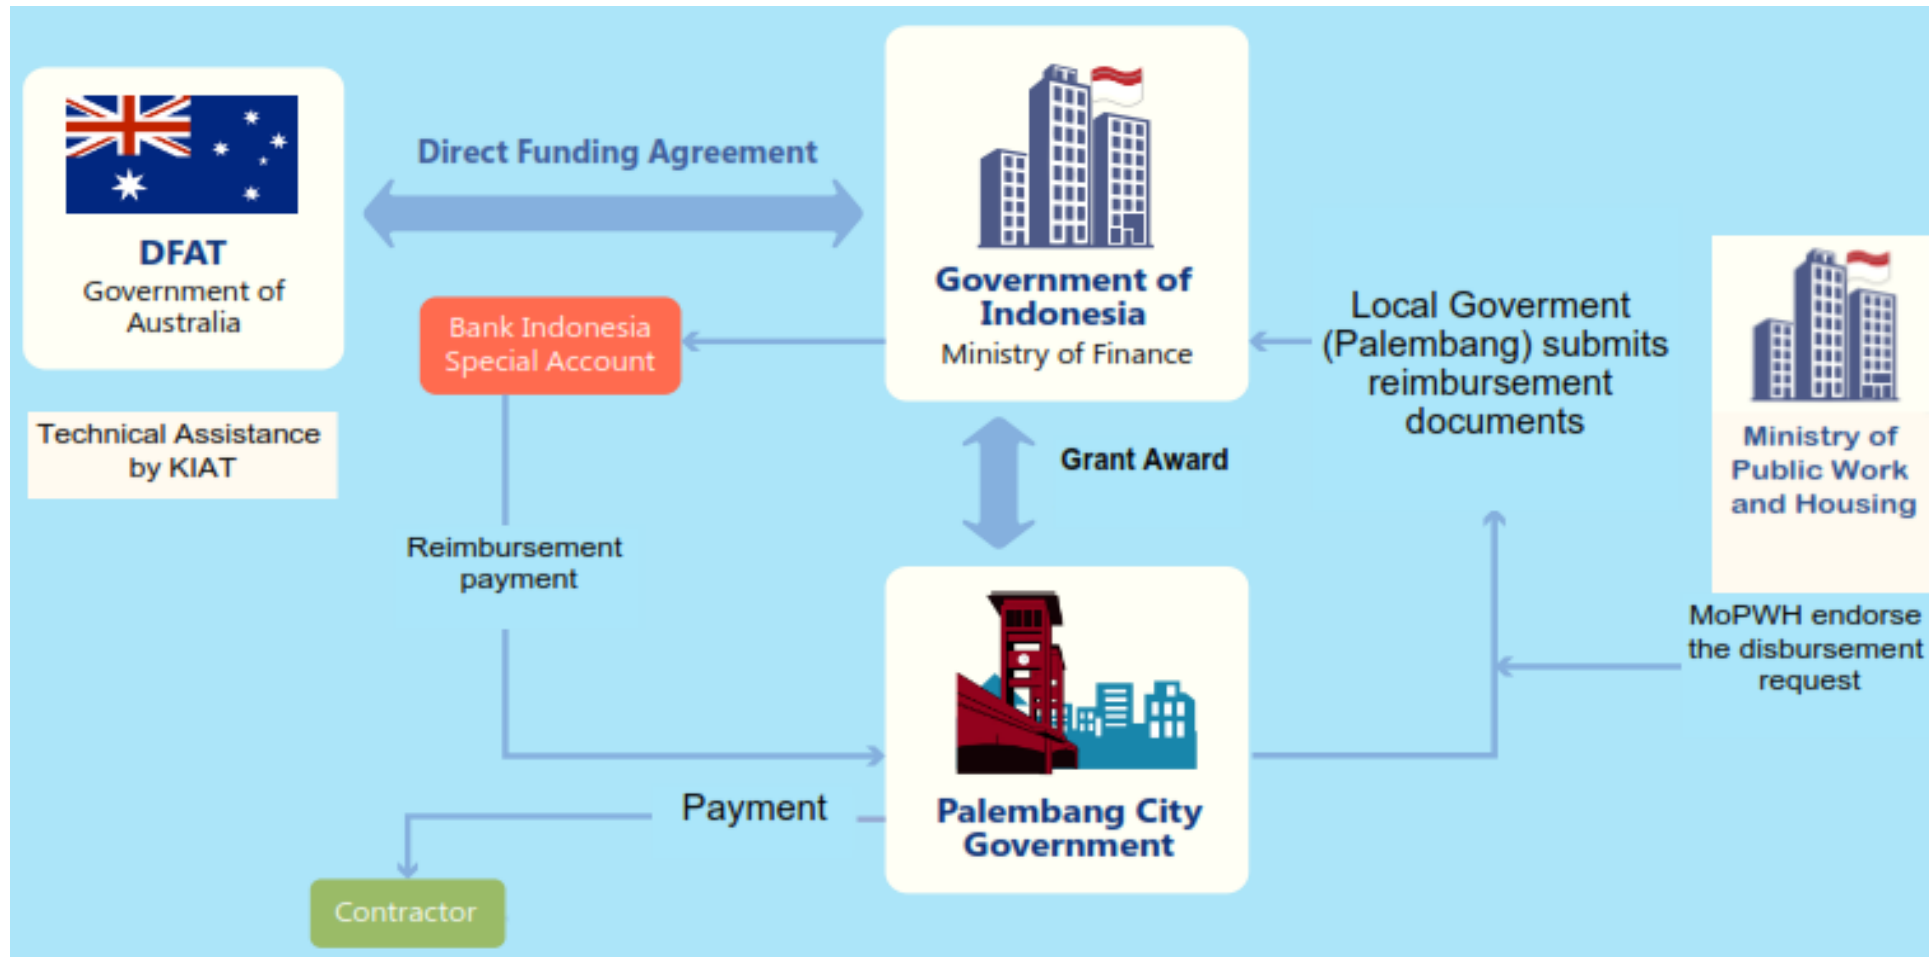 DFAT
Government of
Australia
Technical Assistance
by KIAT
Direct Funding Agreement
Government of
Indonesia
Ministry of Finance
Bank Indonesia
Special Account
Local Goverment
(Palembang) submits
reimbursement
documents
Ministry of
Public Work
and Housing
Grant Award
Reimbursement
payment
MoPWH endorse
the disbursement
request
Palembang City
Government
Payment
Contractor